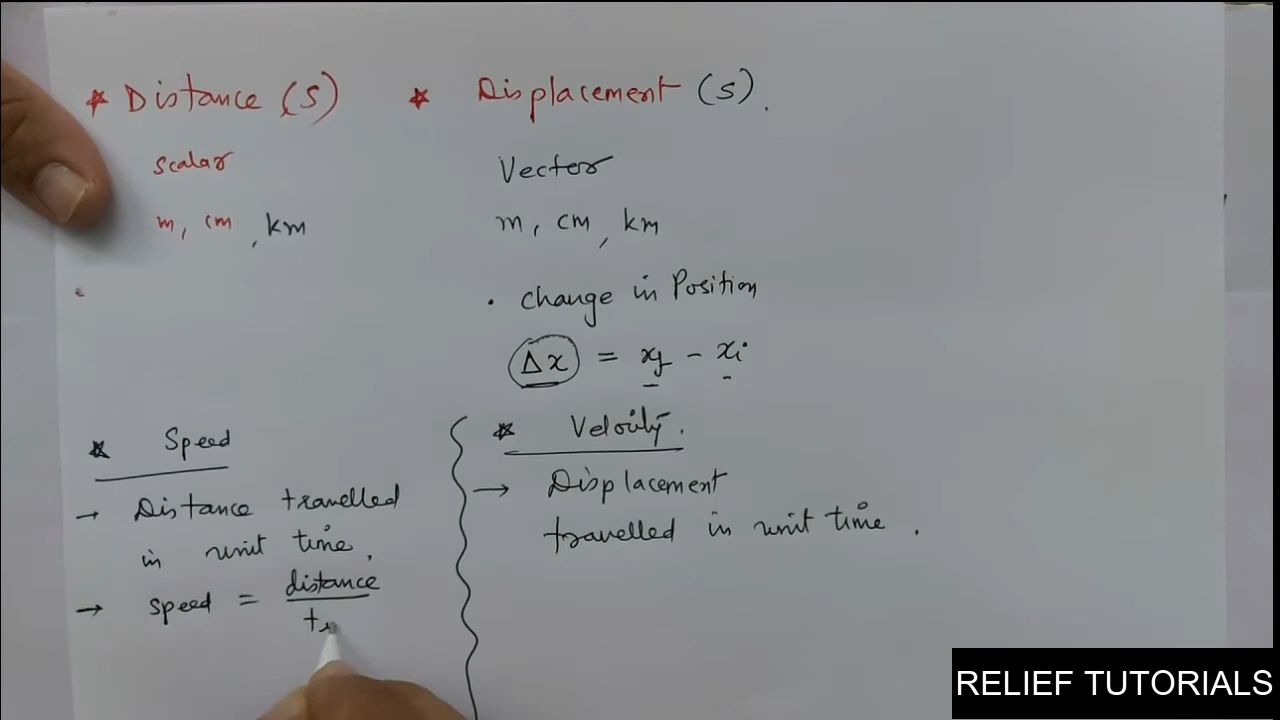 * Distance (S)
scalar
m, cm, km
* Displacement (S).
Vector
m, cm, km
• Change in Position
Δx = xf - xi
* Speed
→ Distance travelled
in unit time.
→ speed = distance
* Velocity.
→ Displacement
travelled in unit time.
RELIEF TUTORIALS